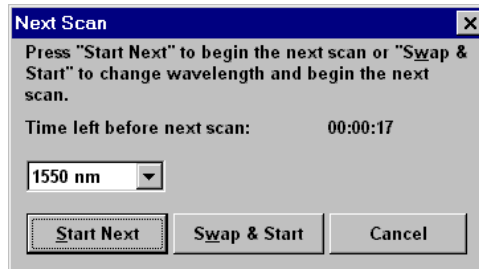 Next Scan
Press "Start Next" to begin the next scan or "Swap &
Start" to change wavelength and begin the next
scan.
Time left before next scan: 00:00:17
1550 nm
Start Next Swap & Start Cancel